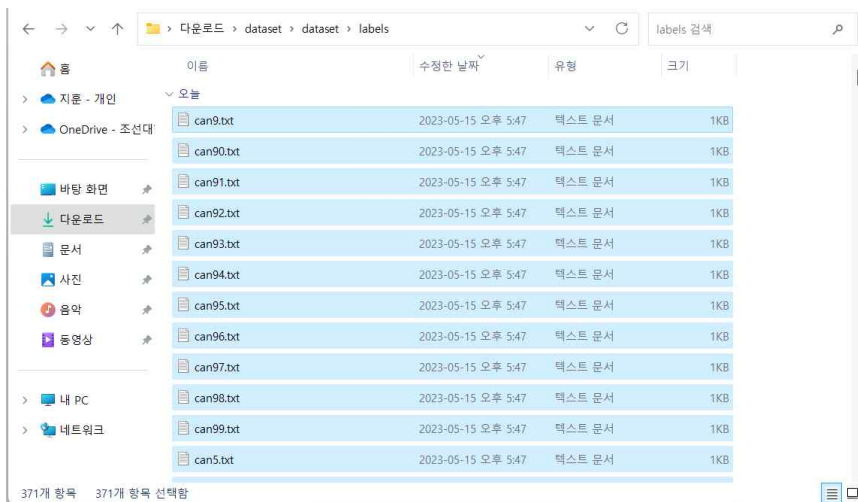 다운로드 > dataset > dataset > labels
labels 검색
홈
지훈 - 개인
OneDrive - 조선대
바탕 화면
다운로드
문서
사진
음악
동영상
내 PC
네트워크
이름 수정한 날짜 유형 크기
오늘
can9.txt 2023-05-15 오후 5:47 텍스트 문서 1KB
can90.txt 2023-05-15 오후 5:47 텍스트 문서 1KB
can91.txt 2023-05-15 오후 5:47 텍스트 문서 1KB
can92.txt 2023-05-15 오후 5:47 텍스트 문서 1KB
can93.txt 2023-05-15 오후 5:47 텍스트 문서 1KB
can94.txt 2023-05-15 오후 5:47 텍스트 문서 1KB
can95.txt 2023-05-15 오후 5:47 텍스트 문서 1KB
can96.txt 2023-05-15 오후 5:47 텍스트 문서 1KB
can97.txt 2023-05-15 오후 5:47 텍스트 문서 1KB
can98.txt 2023-05-15 오후 5:47 텍스트 문서 1KB
can99.txt 2023-05-15 오후 5:47 텍스트 문서 1KB
can5.txt 2023-05-15 오후 5:47 텍스트 문서 1KB
371개 항목 371개 항목 선택함